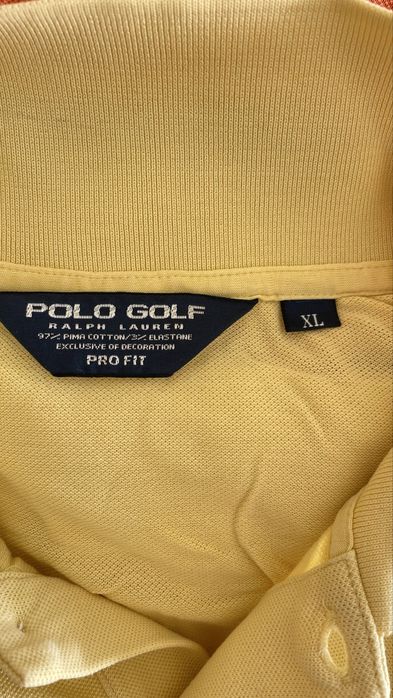 POLO GOLF
RALPH LAUREN
97% PIMA COTTON/3% ELASTANE
EXCLUSIVE OF DECORATION
PRO FIT
XL